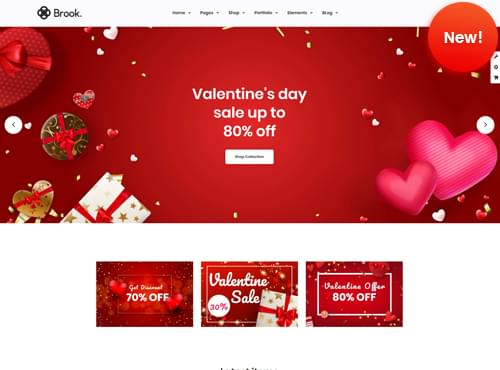 Brook.
Home Pages Shop Portfolio Elements BLog
New!
Valentine's day
sale up to
80% off
Shop Collection
Get Discount
70% OFF
Valentine
Sale
30%
Valentine Offer
80% OFF